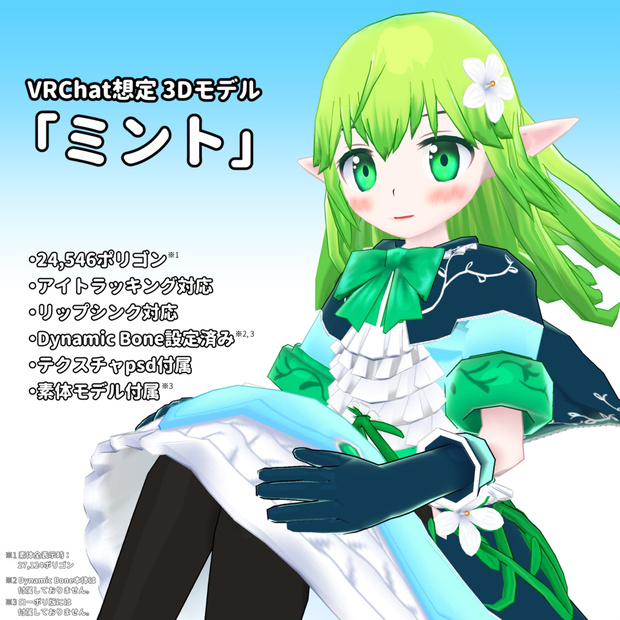 VRChat想定 3Dモデル
「ミント」
・24,546ポリゴン※1
・アイトラッキング対応
・リップシンク対応
・Dynamic Bone設定済み※2, 3
・テクスチャpsd付属
・素体モデル付属※3
※1 素体全表示時：
27,134ポリゴン
※2 Dynamic Bone本体は
付属しておりません。
※3 ローポリ版には
付属しておりません。